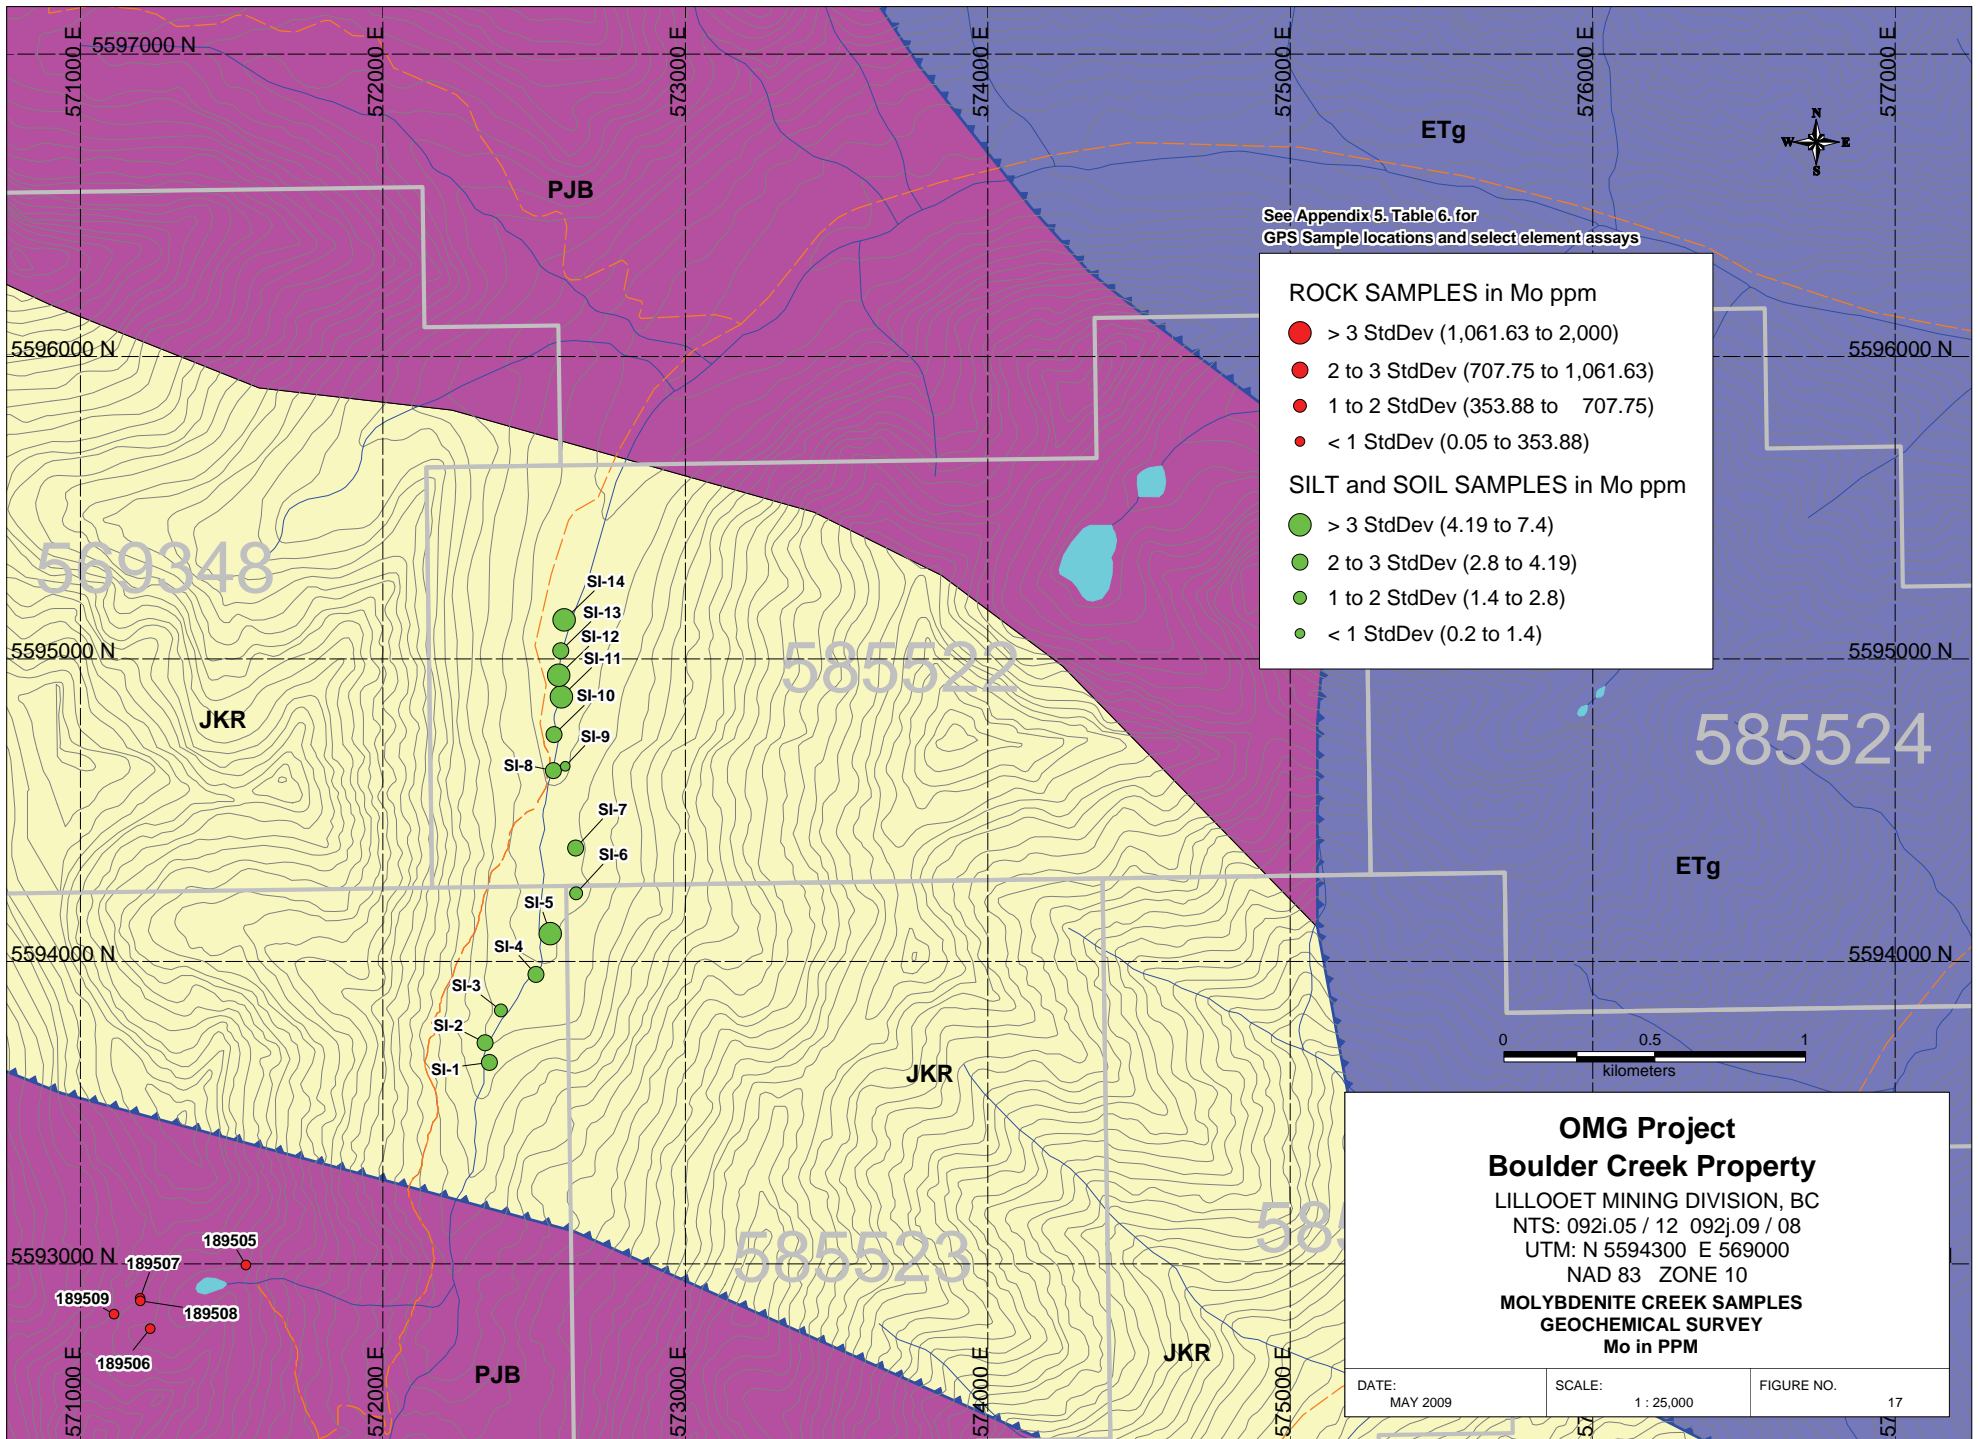 571000 E
572000 E
573000 E
574000 E
575000 E
576000 E
577000 E
5597000 N
ETg
N
W E
S
PJB
See Appendix 5. Table 6. for
GPS Sample locations and select element assays
ROCK SAMPLES in Mo ppm
> 3 StdDev (1,061.63 to 2,000)
2 to 3 StdDev (707.75 to 1,061.63)
1 to 2 StdDev (353.88 to 707.75)
< 1 StdDev (0.05 to 353.88)
SILT and SOIL SAMPLES in Mo ppm
> 3 StdDev (4.19 to 7.4)
2 to 3 StdDev (2.8 to 4.19)
1 to 2 StdDev (1.4 to 2.8)
< 1 StdDev (0.2 to 1.4)
5596000 N
5596000 N
569348
SI-14
SI-13
SI-12
SI-11
5595000 N
5595000 N
585522
SI-10
JKR
SI-9
SI-8
585524
SI-7
SI-6
ETg
SI-5
SI-4
5594000 N
5594000 N
SI-3
SI-2
SI-1
JKR
0 0.5 1
kilometers
OMG Project
Boulder Creek Property
LILLOOET MINING DIVISION, BC
NTS: 092i.05 / 12 092j.09 / 08
UTM: N 5594300 E 569000
NAD 83 ZONE 10
MOLYBDENITE CREEK SAMPLES
GEOCHEMICAL SURVEY
Mo in PPM
DATE:
MAY 2009
SCALE:
1 : 25,000
FIGURE NO.
17
585523
5593000 N
189505
189507
189509
189508
189506
PJB
JKR
571000 E
572000 E
573000 E
574000 E
575000 E